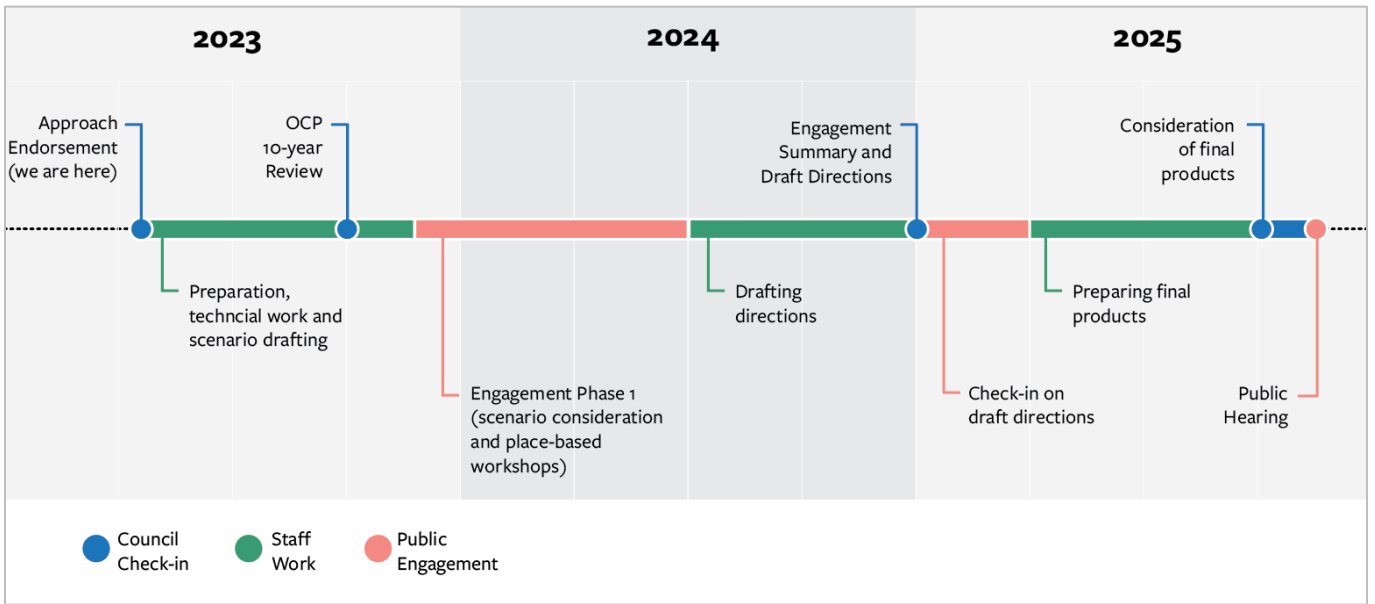 2023
2024
2025
Approach
Endorsement
(we are here)
OCP
10-year
Review
Engagement
Summary and
Draft Directions
Consideration
of final
products
Preparation,
techncial work and
scenario drafting
Drafting
directions
Preparing final
products
Engagement Phase 1
(scenario consideration
and place-based
workshops)
Check-in on
draft directions
Public
Hearing
Council
Check-in
Staff
Work
Public
Engagement